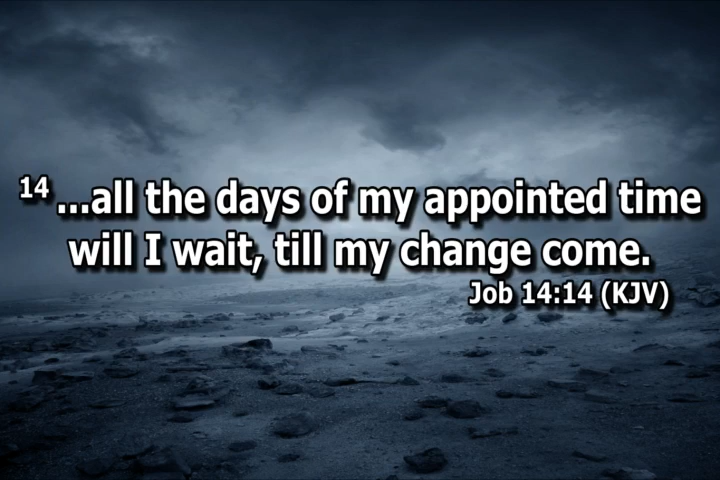 14 ...all the days of my appointed time
will I wait, till my change come.
Job 14:14 (KJV)